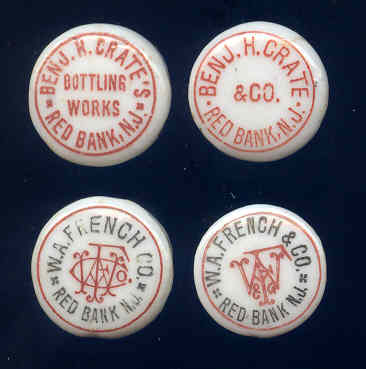 BENJ. H. CRATE'S
BOTTLING
WORKS
RED BANK, N.J.
BENJ. H. CRATE
& CO.
RED BANK, N.J.
W.A. FRENCH CO.
RED BANK N.J.
W.A. FRENCH & CO.
RED BANK N.J.